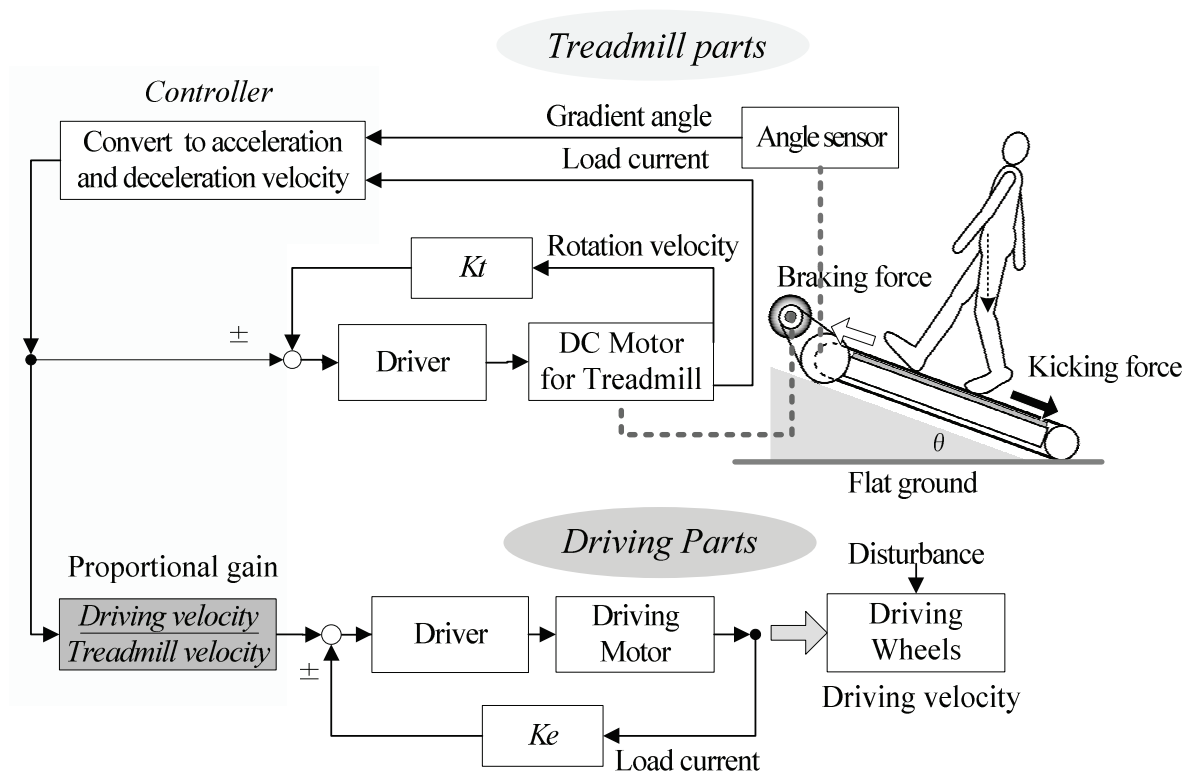 Treadmill parts
Controller
Convert to acceleration
and deceleration velocity
Gradient angle
Load current
Angle sensor
Kt
Rotation velocity
Braking force
±
Driver
DC Motor
for Treadmill
Kicking force
θ
Flat ground
Driving Parts
Proportional gain
Driving velocity
Treadmill velocity
±
Driver
Driving
Motor
Disturbance
Driving
Wheels
Driving velocity
Ke
Load current